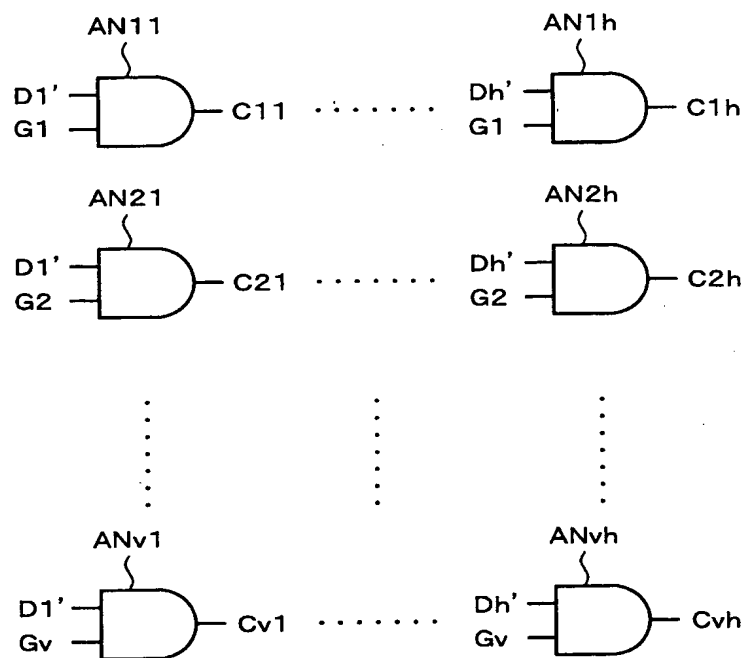 AN11 AN1h
D1' Dh'
C11 C1h
G1 G1
AN21 AN2h
D1' Dh'
C21 C2h
G2 G2
ANv1 ANvh
D1' Dh'
Cv1 Cvh
Gv Gv